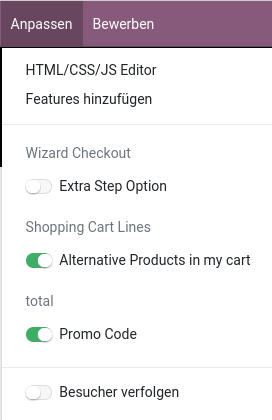 Anpassen Bewerben
HTML/CSS/JS Editor
Features hinzufügen
Wizard Checkout
Extra Step Option
Shopping Cart Lines
Alternative Products in my cart
total
Promo Code
Besucher verfolgen